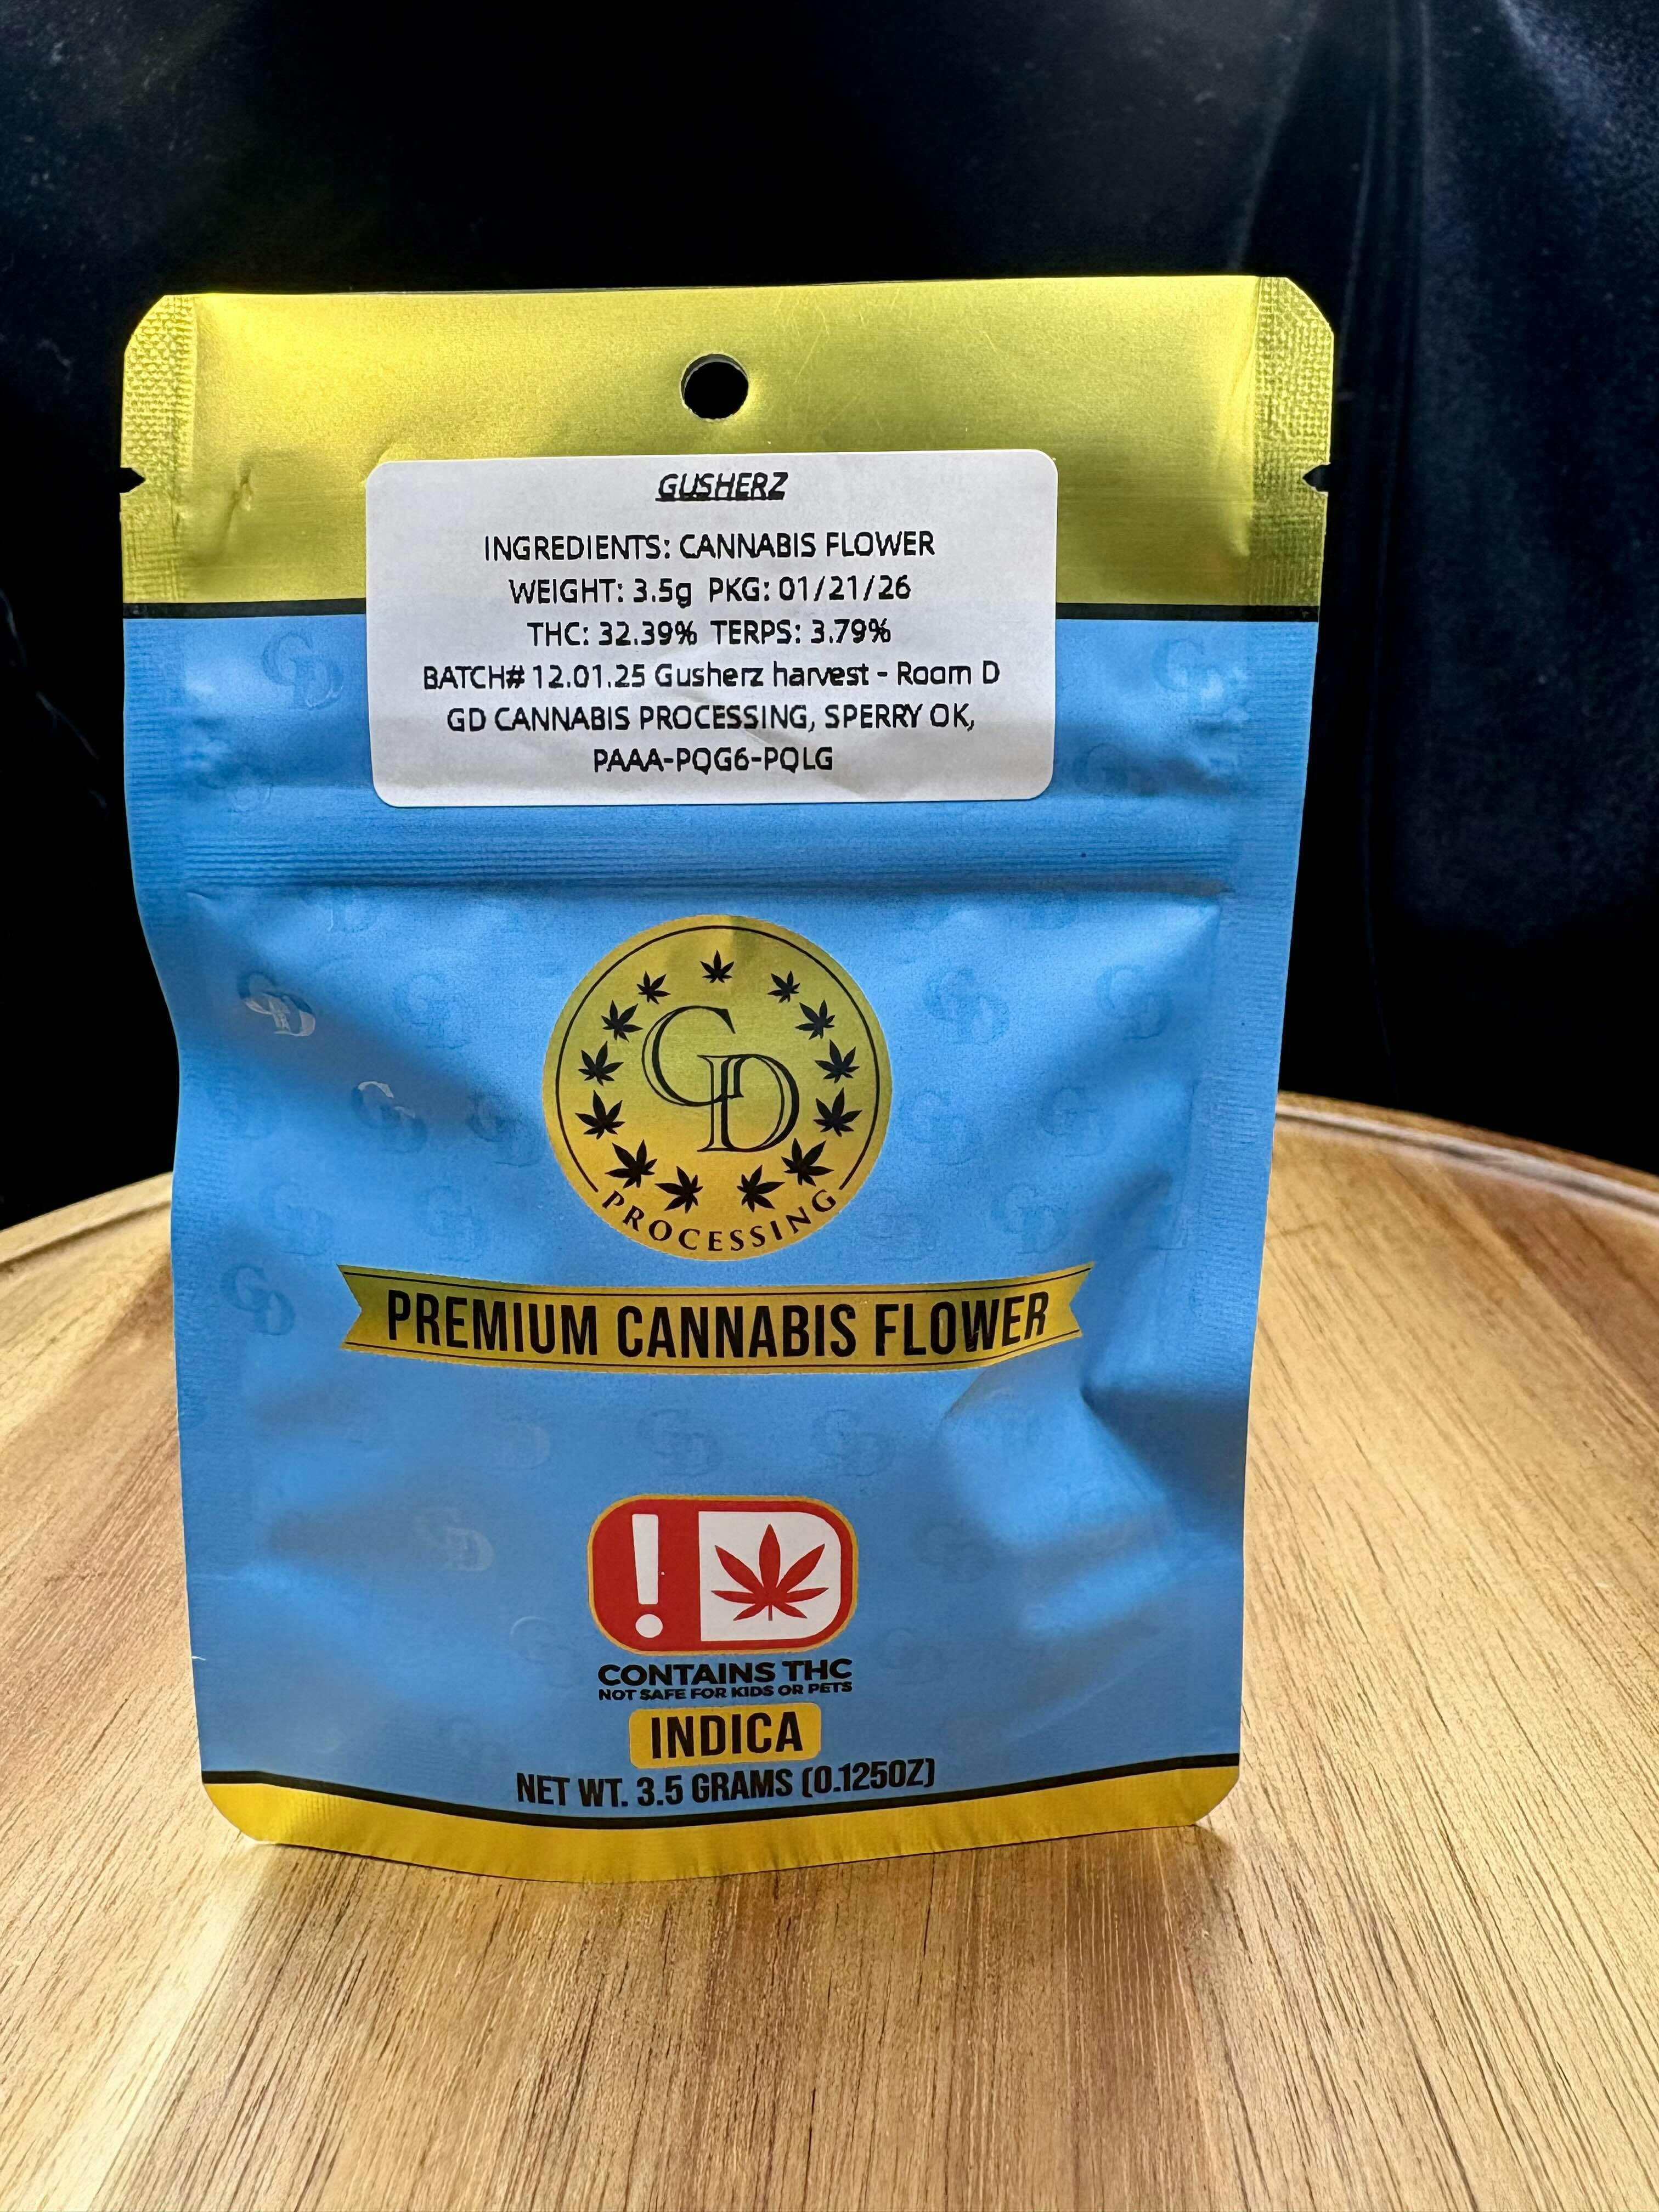 GUSHERZ
INGREDIENTS: CANNABIS FLOWER
WEIGHT: 3.5g PKG: 01/21/26
THC: 32.39% TERPS: 3.79%
BATCH# 12.01.25 Gusherz harvest - Room D
GD CANNABIS PROCESSING, SPERRY OK,
PAAA-PQG6-PQLG
GD
PROCESSING
PREMIUM CANNABIS FLOWER
!
CONTAINS THC
NOT SAFE FOR KIDS OR PETS
INDICA
NET WT. 3.5 GRAMS (0.125OZ)